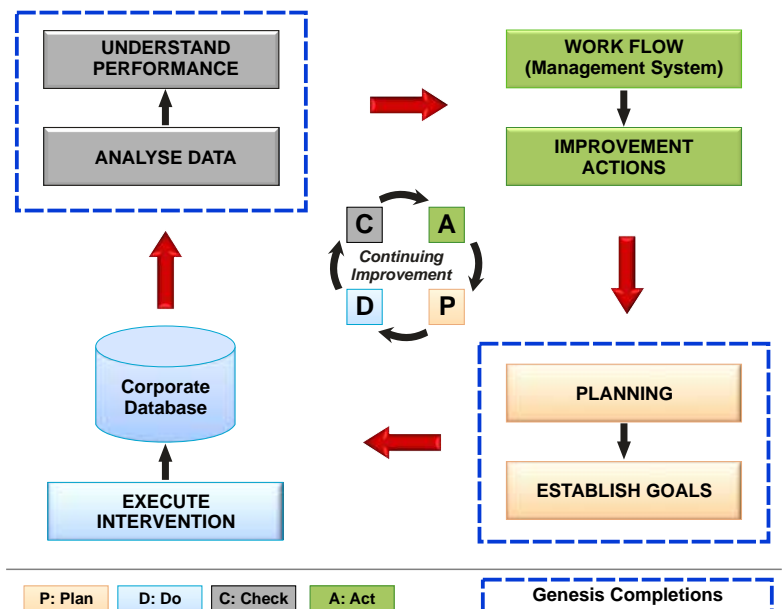 UNDERSTAND
PERFORMANCE
ANALYSE DATA
WORK FLOW
(Management System)
IMPROVEMENT
ACTIONS
C
A
Continuing
Improvement
D
P
Corporate
Database
EXECUTE
INTERVENTION
PLANNING
ESTABLISH GOALS
P: Plan
D: Do
C: Check
A: Act
Genesis Completions